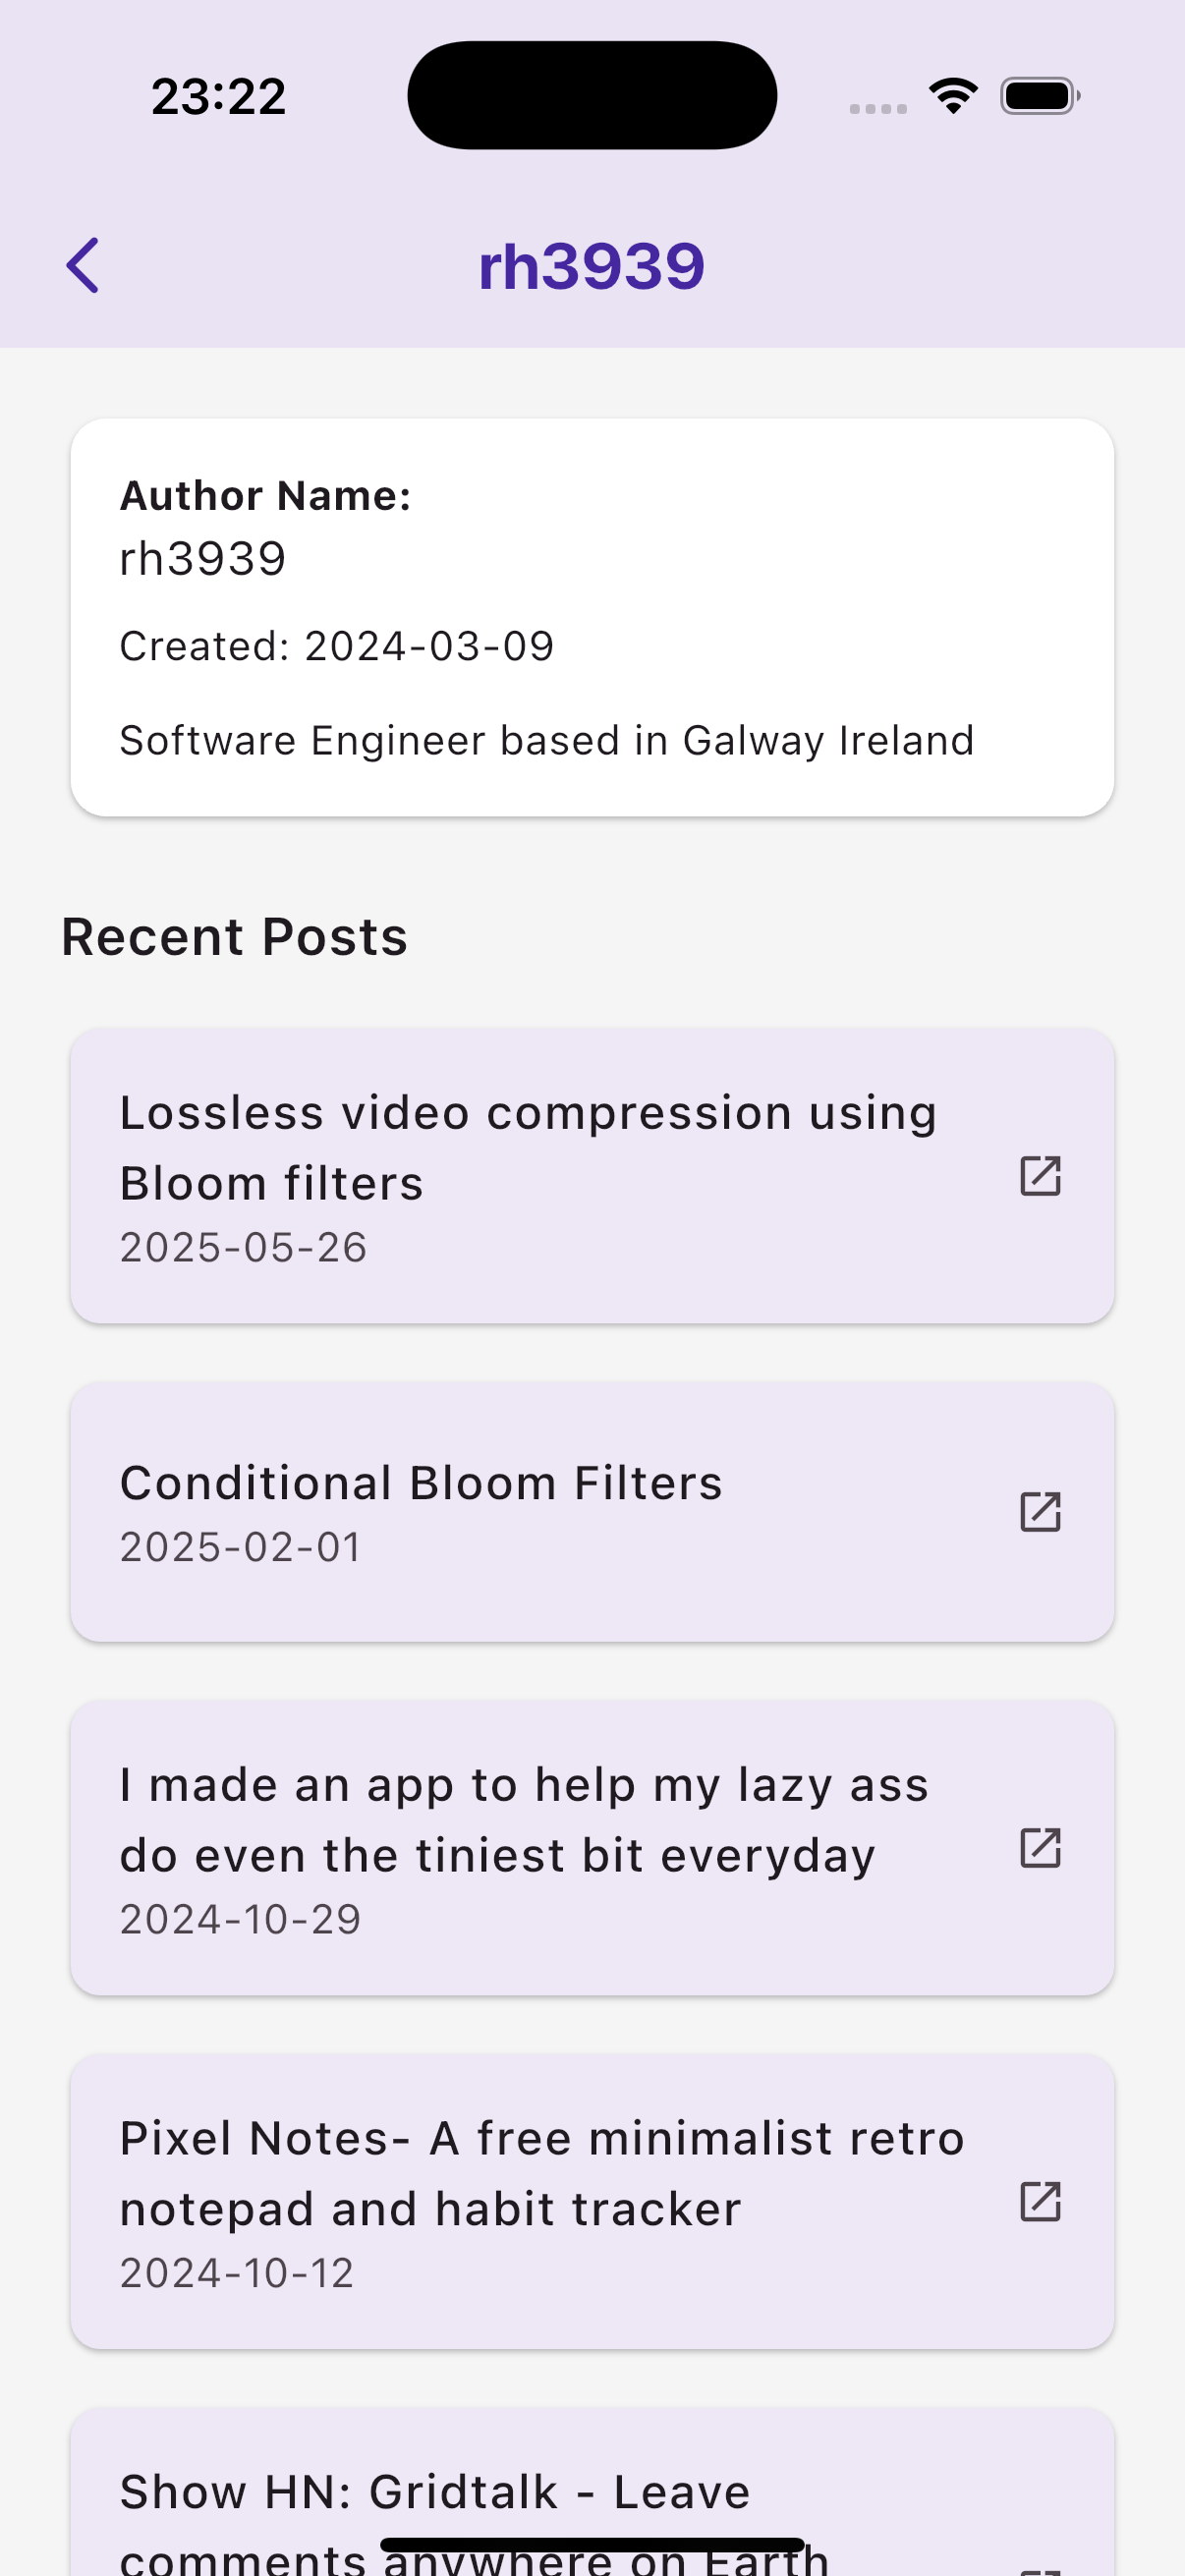 23:22
rh3939
Author Name:
rh3939
Created: 2024-03-09
Software Engineer based in Galway Ireland
Recent Posts
Lossless video compression using
Bloom filters
2025-05-26
Conditional Bloom Filters
2025-02-01
I made an app to help my lazy ass
do even the tiniest bit everyday
2024-10-29
Pixel Notes- A free minimalist retro
notepad and habit tracker
2024-10-12
Show HN: Gridtalk - Leave
comments anywhere on Earth